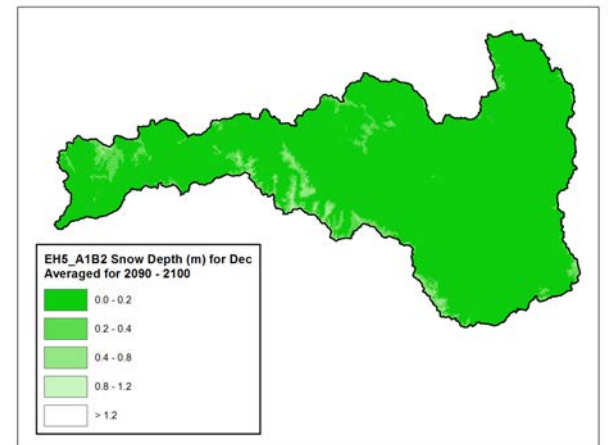 EH5_A1B2 Snow Depth (m) for Dec
Averaged for 2090 - 2100
0.0 - 0.2
0.2 - 0.4
0.4 - 0.8
0.8 - 1.2
> 1.2